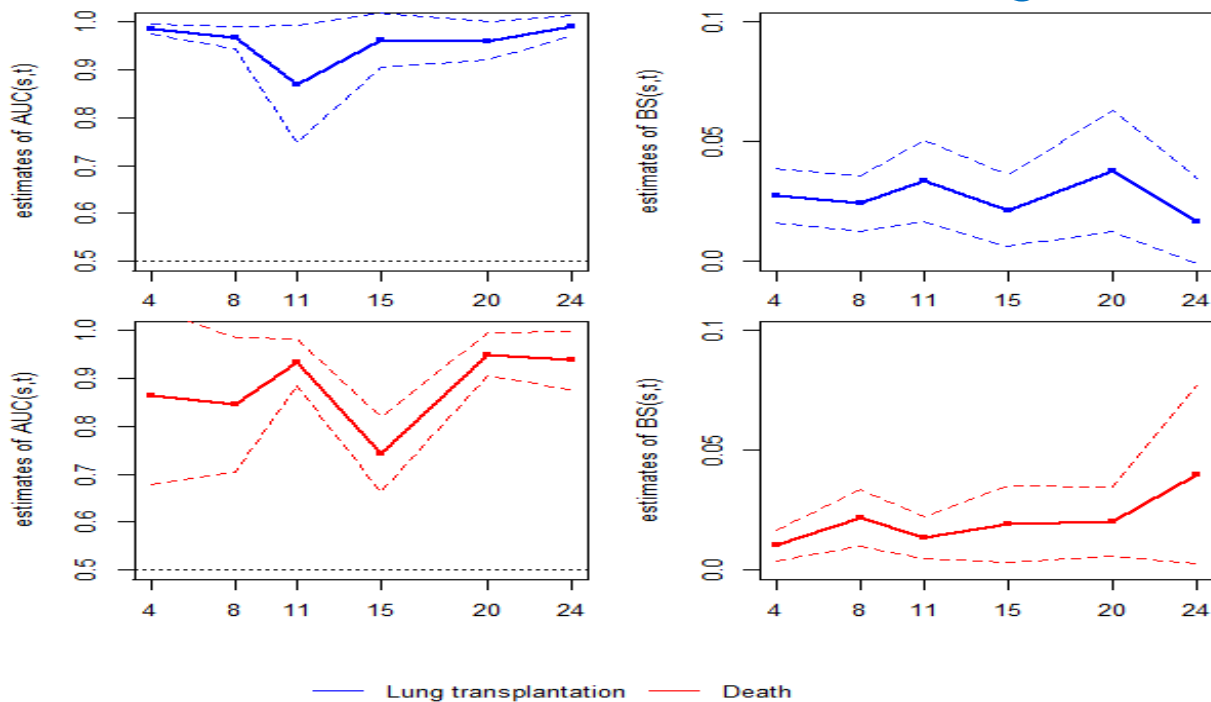 estimates of AUC(s,t)
1.0
0.9
0.8
0.7
0.6
0.5
4 8 11 15 20 24
estimates of BS(s,t)
0.1
0.05
0.0
4 8 11 15 20 24
estimates of AUC(s,t)
1.0
0.9
0.8
0.7
0.6
0.5
4 8 11 15 20 24
estimates of BS(s,t)
0.1
0.05
0.0
4 8 11 15 20 24
Lung transplantation Death